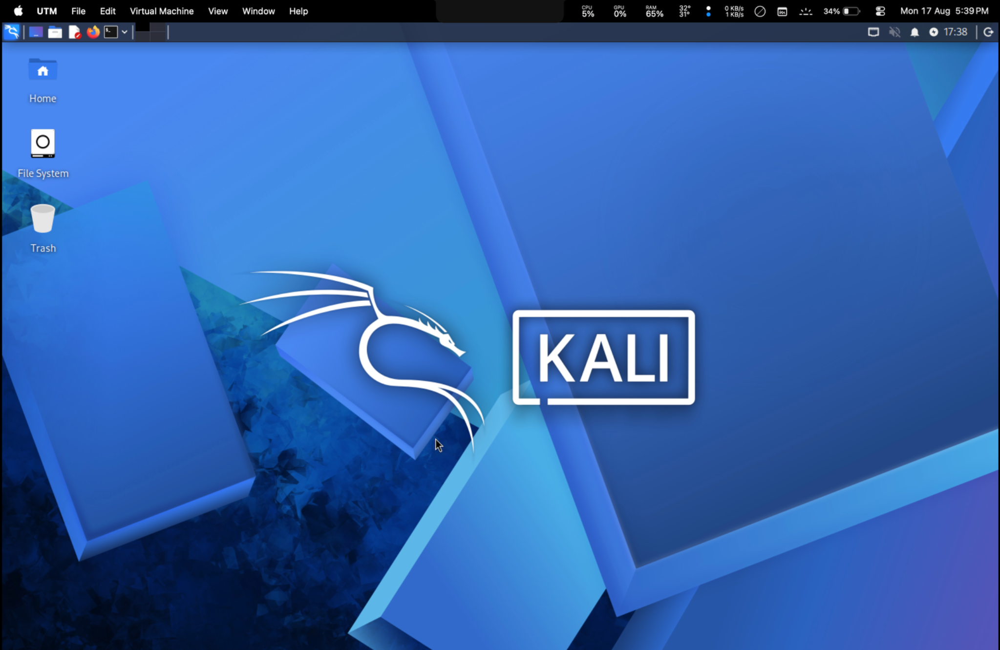 UTM File Edit Virtual Machine View Window Help CPU 5% GPU 0% RAM 65% 32° 31° 0 KB/s 1 KB/s 34% Mon 17 Aug 5:39 PM
$_ 17:38
Home
File System
Trash
KALI